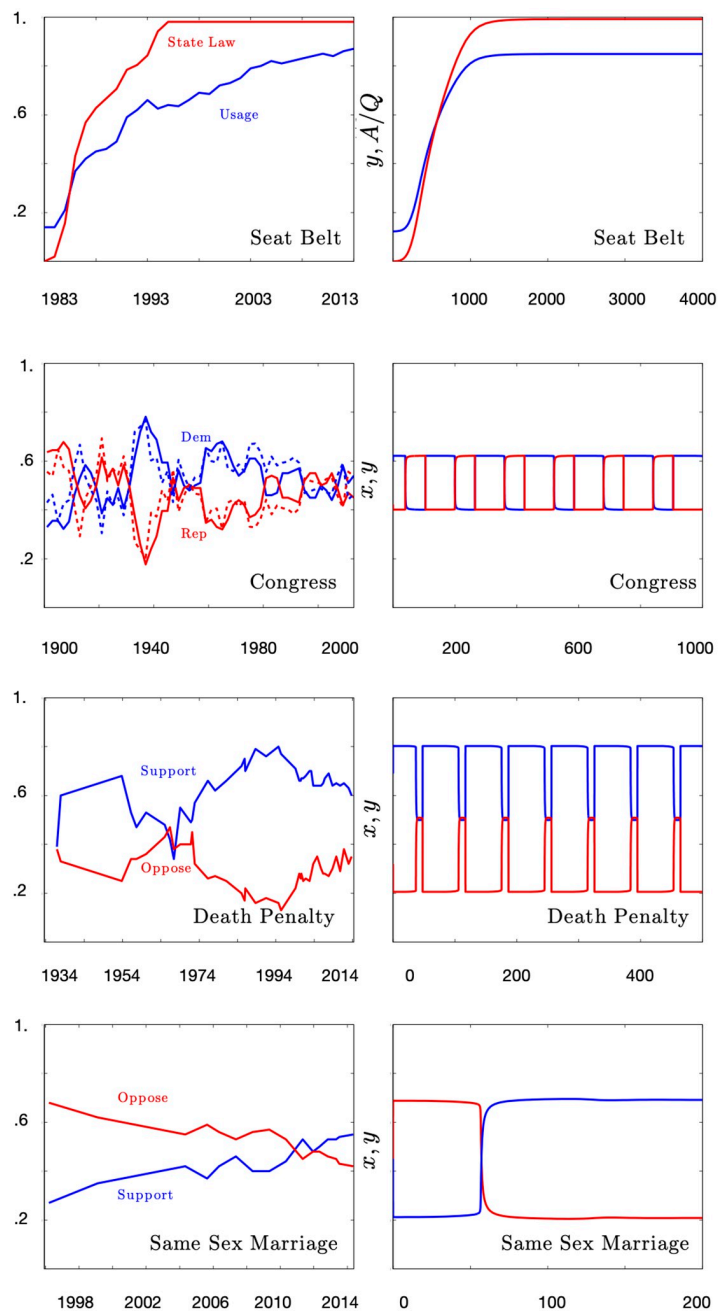 1.
State Law
Usage
.6
.2
Seat Belt
1983 1993 2003 2013
y, A/Q
Seat Belt
1000 2000 3000 4000
1.
Dem
.6
Rep
.2
Congress
1900 1940 1980 2000
x, y
Congress
200 600 1000
1.
Support
.6
Oppose
.2
Death Penalty
1934 1954 1974 1994 2014
x, y
Death Penalty
0 200 400
1.
Oppose
.6
Support
.2
Same Sex Marriage
1998 2002 2006 2010 2014
x, y
Same Sex Marriage
0 100 200